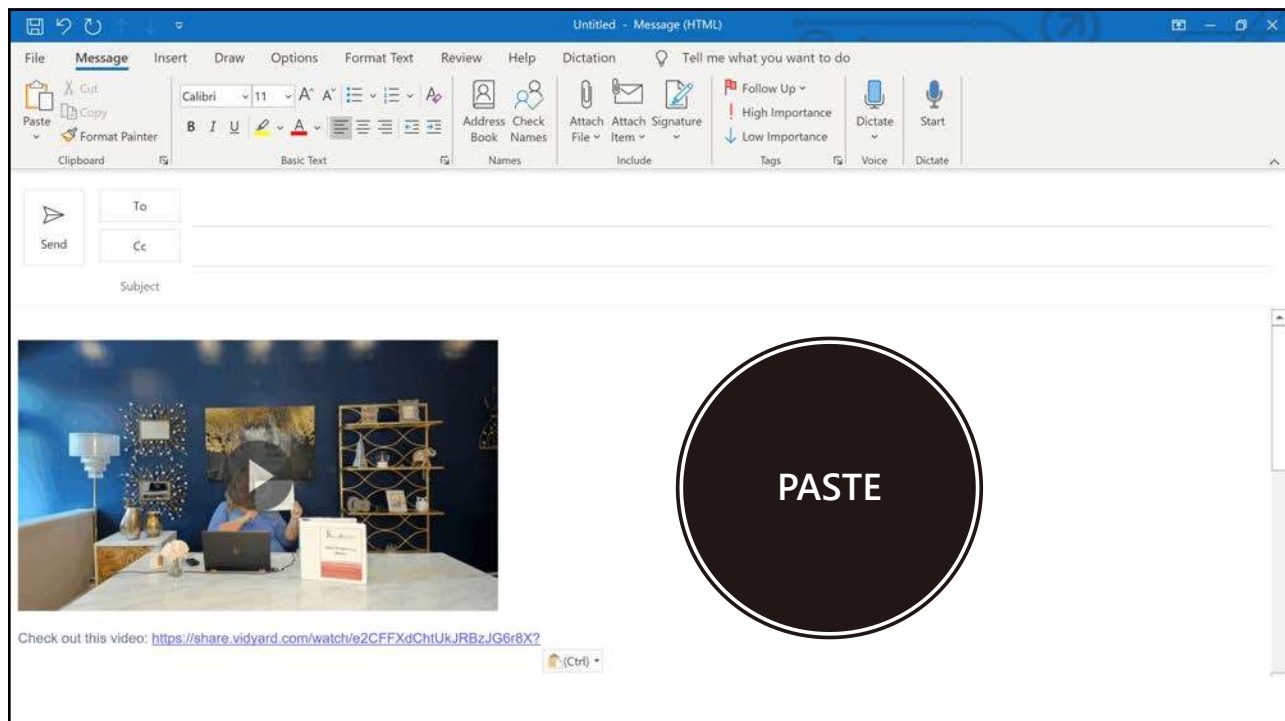 Untitled - Message (HTML)
File Message Insert Draw Options Format Text Review Help Dictation Tell me what you want to do
Paste
Cut
Copy
Format Painter
Clipboard
Calibri 11
B I U
Basic Text
Address Book
Check Names
Names
Attach File
Attach Item
Signature
Include
Follow Up
High Importance
Low Importance
Tags
Dictate
Voice
Start
Dictate
Send
To
Cc
Subject
PASTE
Check out this video: https://share.vidyard.com/watch/e2CFFXdChtUkJRBzJG6r8X?
(Ctrl)